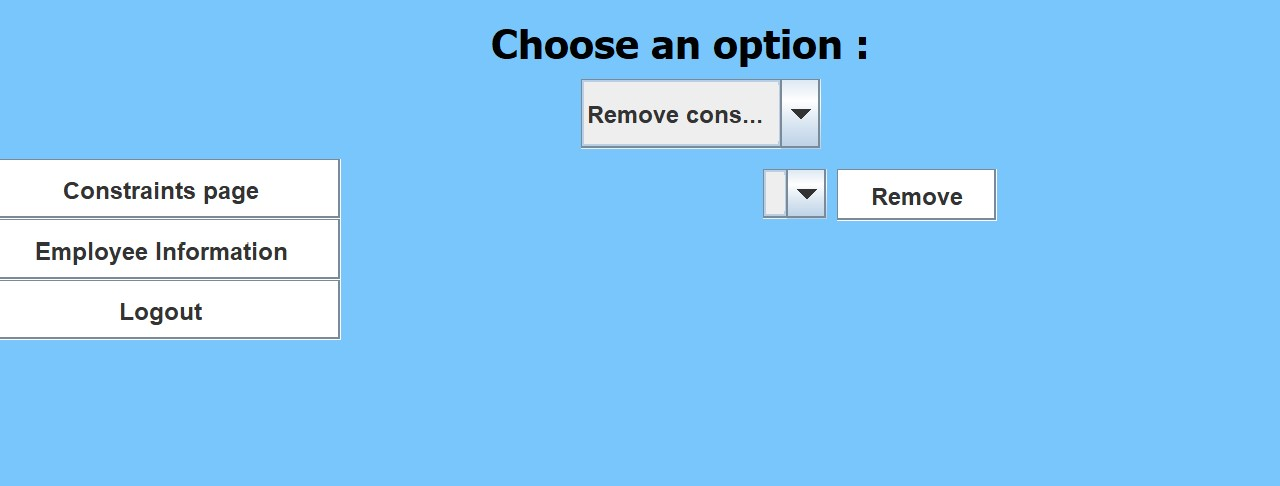 Choose an option :
Remove cons...
Constraints page
Remove
Employee Information
Logout